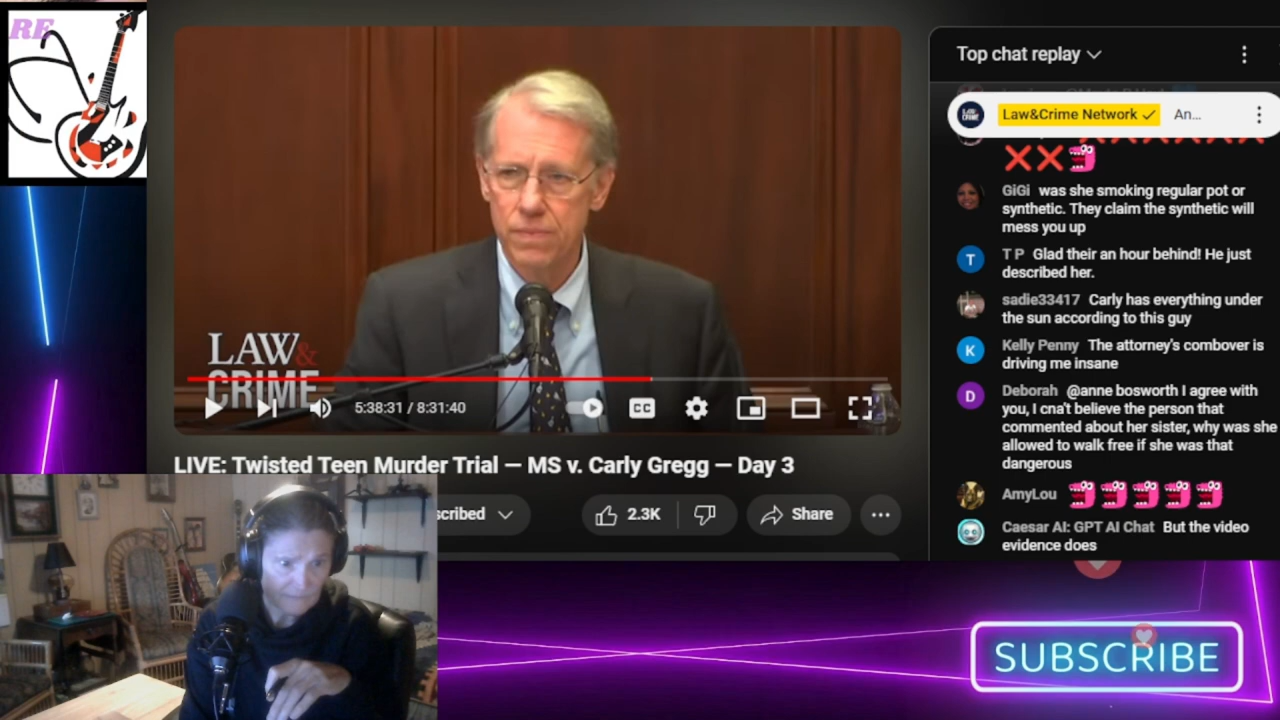 RF
Top chat replay
Law&Crime Network An...
GiGi was she smoking regular pot or
synthetic. They claim the synthetic will
mess you up
T P Glad their an hour behind! He just
described her.
sadie33417 Carly has everything under
the sun according to this guy
Kelly Penny The attorney's combover is
driving me insane
Deborah @anne bosworth I agree with
you, I cna't believe the person that
commented about her sister, why was she
allowed to walk free if she was that
dangerous
AmyLou
Caesar AI: GPT AI Chat But the video
evidence does
LAW&
CRIME
5:38:31 / 8:31:40
CC
LIVE: Twisted Teen Murder Trial — MS v. Carly Gregg — Day 3
scribed
2.3K
Share
SUBSCRIBE